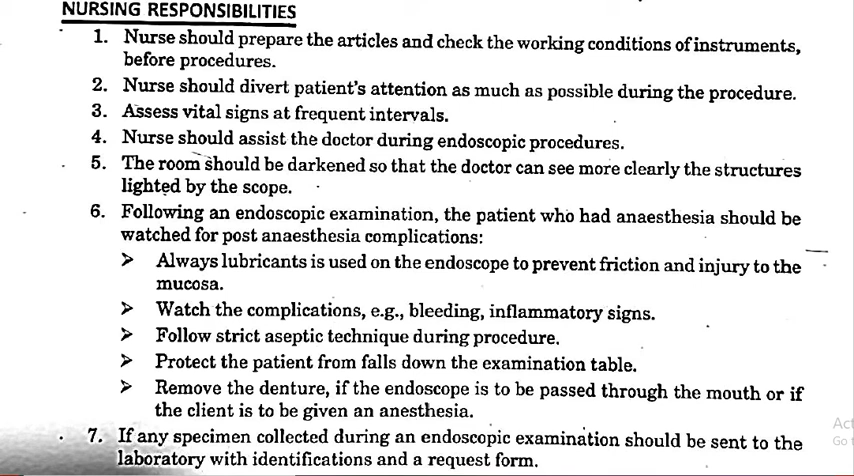 NURSING RESPONSIBILITIES
1. Nurse should prepare the articles and check the working conditions of instruments,
before procedures.
2. Nurse should divert patient's attention as much as possible during the procedure.
3. Assess vital signs at frequent intervals.
4. Nurse should assist the doctor during endoscopic procedures.
5. The room should be darkened so that the doctor can see more clearly the structures
lighted by the scope.
6. Following an endoscopic examination, the patient who had anaesthesia should be
watched for post anaesthesia complications:
➢ Always lubricants is used on the endoscope to prevent friction and injury to the
mucosa.
➢ Watch the complications, e.g., bleeding, inflammatory signs.
➢ Follow strict aseptic technique during procedure.
➢ Protect the patient from falls down the examination table.
➢ Remove the denture, if the endoscope is to be passed through the mouth or if
the client is to be given an anesthesia.
Act
7. If any specimen collected during an endoscopic examination should be sent to the
Go t
laboratory with identifications and a request form.